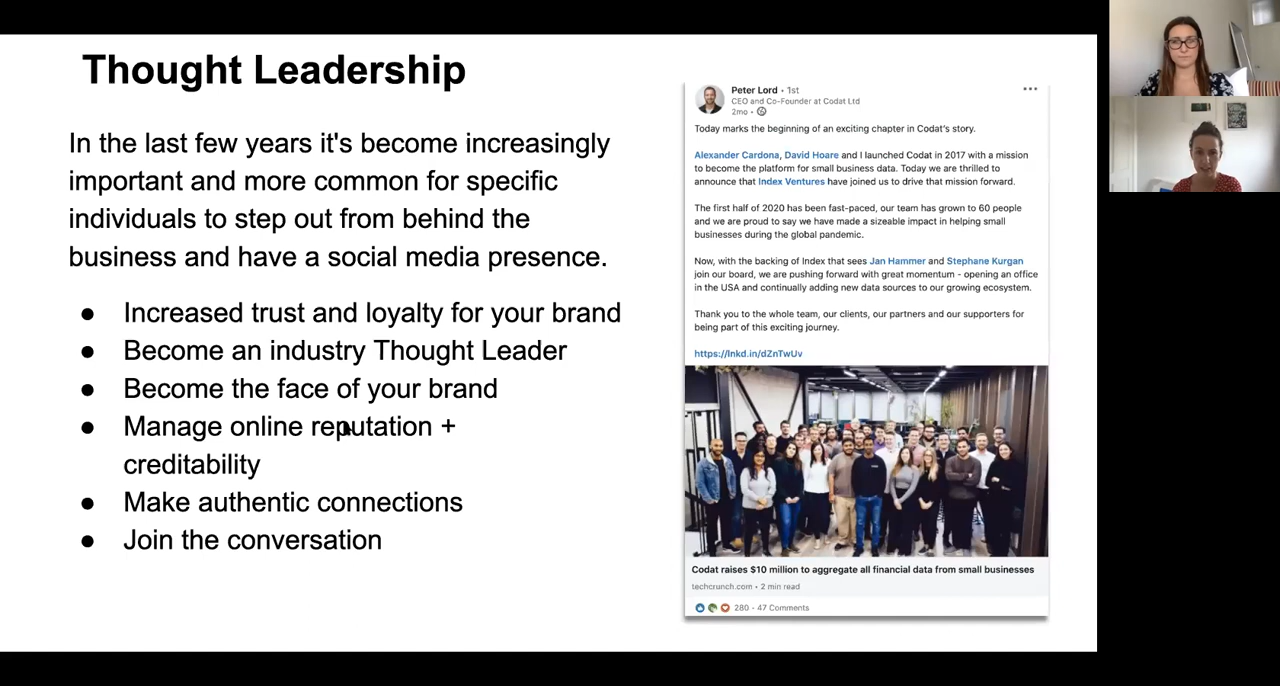 Thought Leadership
In the last few years it's become increasingly
important and more common for specific
individuals to step out from behind the
business and have a social media presence.
● Increased trust and loyalty for your brand
● Become an industry Thought Leader
● Become the face of your brand
● Manage online reputation +
creditability
● Make authentic connections
● Join the conversation
Peter Lord • 1st
CEO and Co-Founder at Codat Ltd
2mo •
Today marks the beginning of an exciting chapter in Codat's story.
Alexander Cardona, David Hoare and I launched Codat in 2017 with a mission
to become the platform for small business data. Today we are thrilled to
announce that Index Ventures have joined us to drive that mission forward.
The first half of 2020 has been fast-paced, our team has grown to 60 people
and we are proud to say we have made a sizeable impact in helping small
businesses during the global pandemic.
Now, with the backing of Index that sees Jan Hammer and Stephane Kurgan
join our board, we are pushing forward with great momentum - opening an office
in the USA and continually adding new data sources to our growing ecosystem.
Thank you to the whole team, our clients, our partners and our supporters for
being part of this exciting journey.
https://lnkd.in/dZnTwUv
Codat raises $10 million to aggregate all financial data from small businesses
techcrunch.com • 2 min read
280 • 47 Comments